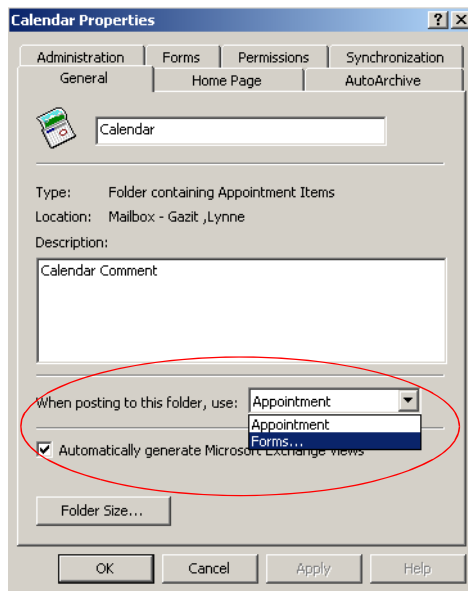 Calendar Properties
Administration Forms Permissions Synchronization
General Home Page AutoArchive
Calendar
Type: Folder containing Appointment Items
Location: Mailbox - Gazit ,Lynne
Description:
Calendar Comment
When posting to this folder, use: Appointment
Appointment
Forms...
Automatically generate Microsoft Exchange views
Folder Size...
OK Cancel Apply Help